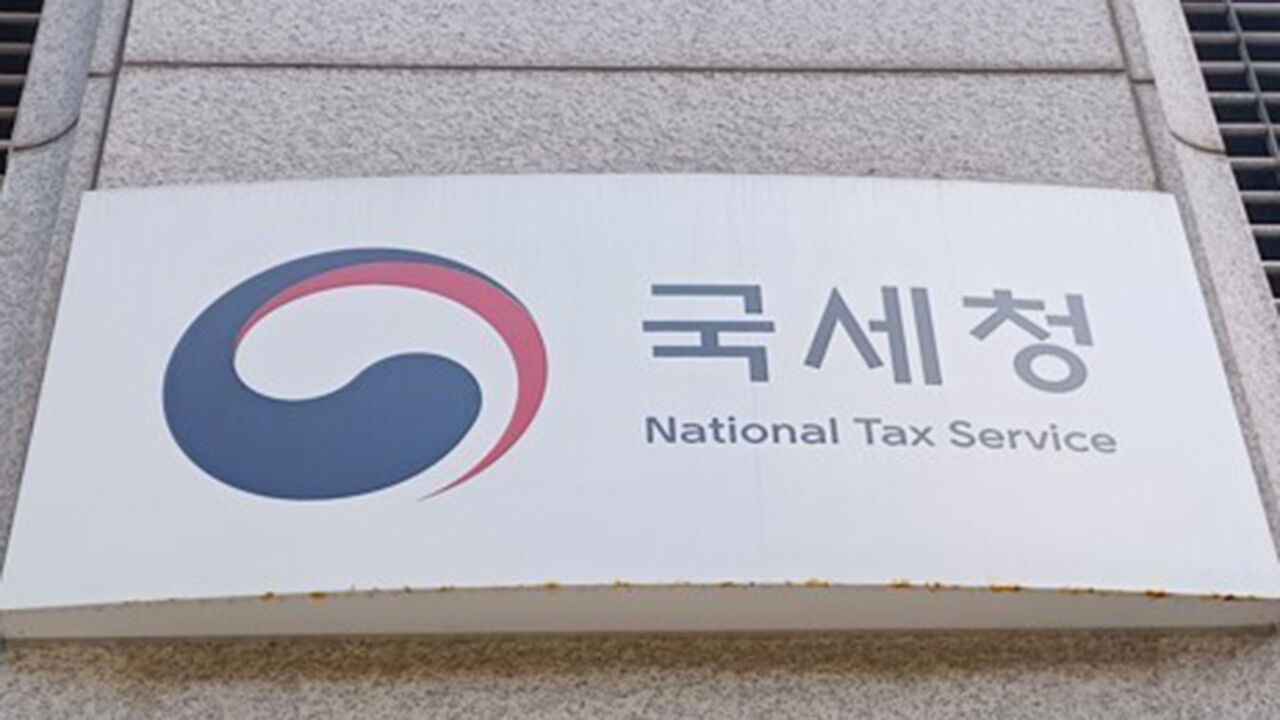 국세청
National Tax Service